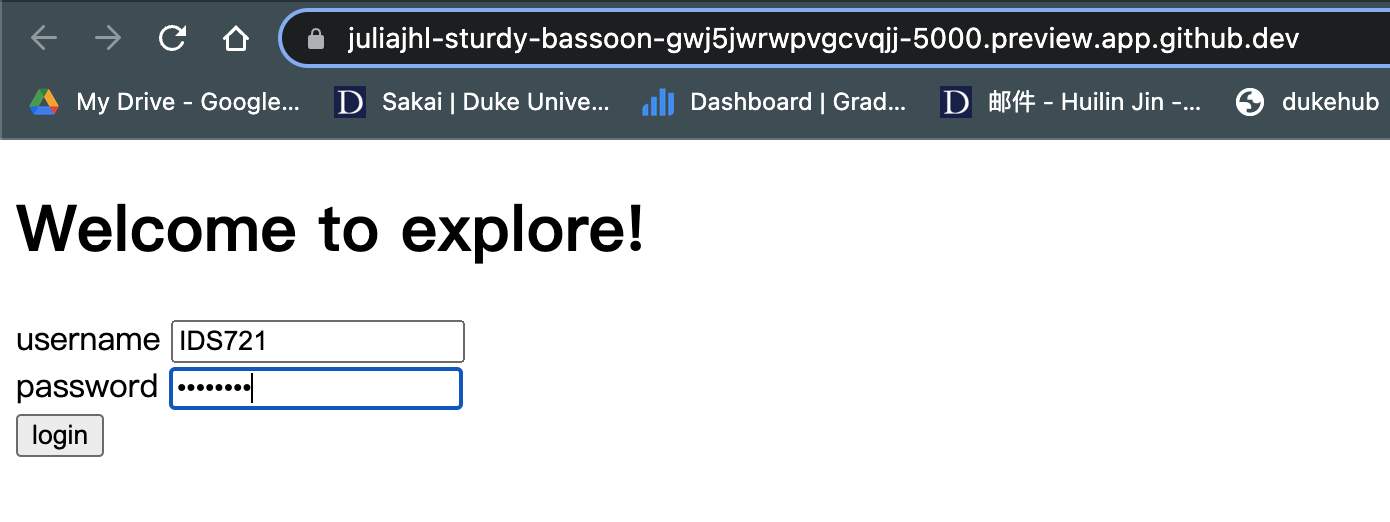 juliajhl-sturdy-bassoon-gwj5jwrwpvgcvqjj-5000.preview.app.github.dev
My Drive - Google... Sakai | Duke Unive... Dashboard | Grad... 邮件 - Huilin Jin -... dukehub
Welcome to explore!
username IDS721
password ••••••••
login